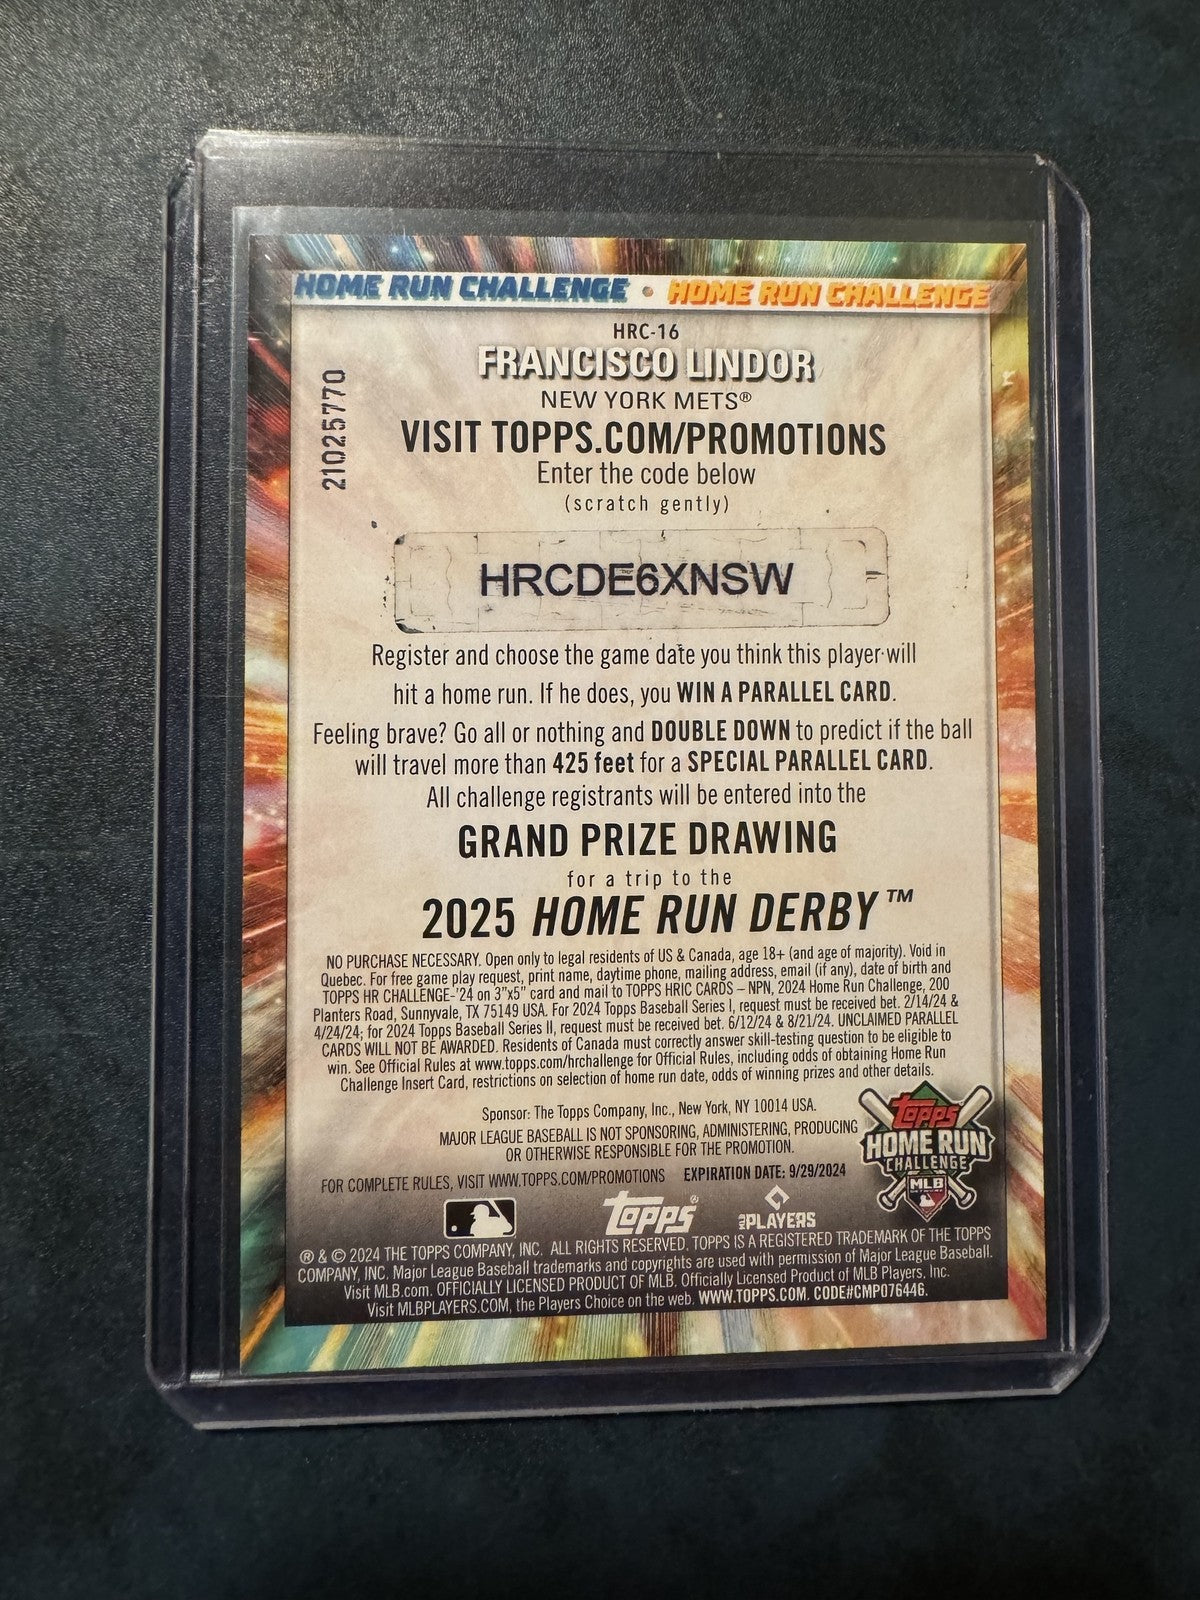 HOME RUN CHALLENGE • HOME RUN CHALLENGE
HRC-16
FRANCISCO LINDOR
NEW YORK METS®
21025770
VISIT TOPPS.COM/PROMOTIONS
Enter the code below
(scratch gently)
HRCDE6XNSW
Register and choose the game date you think this player will
hit a home run. If he does, you WIN A PARALLEL CARD.
Feeling brave? Go all or nothing and DOUBLE DOWN to predict if the ball
will travel more than 425 feet for a SPECIAL PARALLEL CARD.
All challenge registrants will be entered into the
GRAND PRIZE DRAWING
for a trip to the
2025 HOME RUN DERBY™
NO PURCHASE NECESSARY. Open only to legal residents of US & Canada, age 18+ (and age of majority). Void in
Quebec. For free game play request, print name, daytime phone, mailing address, email (if any), date of birth and
TOPPS HR CHALLENGE-'24 on 3"x5" card and mail to TOPPS HRIC CARDS – NPN, 2024 Home Run Challenge, 200
Planters Road, Sunnyvale, TX 75149 USA. For 2024 Topps Baseball Series I, request must be received bet. 2/14/24 &
4/24/24; for 2024 Topps Baseball Series II, request must be received bet. 6/12/24 & 8/21/24. UNCLAIMED PARALLEL
CARDS WILL NOT BE AWARDED. Residents of Canada must correctly answer skill-testing question to be eligible to
win. See Official Rules at www.topps.com/hrchallenge for Official Rules, including odds of obtaining Home Run
Challenge Insert Card, restrictions on selection of home run date, odds of winning prizes and other details.
Sponsor: The Topps Company, Inc., New York, NY 10014 USA.
MAJOR LEAGUE BASEBALL IS NOT SPONSORING, ADMINISTERING, PRODUCING
OR OTHERWISE RESPONSIBLE FOR THE PROMOTION.
FOR COMPLETE RULES, VISIT WWW.TOPPS.COM/PROMOTIONS EXPIRATION DATE: 9/29/2024
topps
HOME RUN
CHALLENGE
MLB
topps®
MLB PLAYERS
® & © 2024 THE TOPPS COMPANY, INC. ALL RIGHTS RESERVED. TOPPS IS A REGISTERED TRADEMARK OF THE TOPPS
COMPANY, INC. Major League Baseball trademarks and copyrights are used with permission of Major League Baseball.
Visit MLB.com. OFFICIALLY LICENSED PRODUCT OF MLB. Officially Licensed Product of MLB Players, Inc.
Visit MLBPLAYERS.COM, the Players Choice on the web. WWW.TOPPS.COM. CODE#CMP076446.